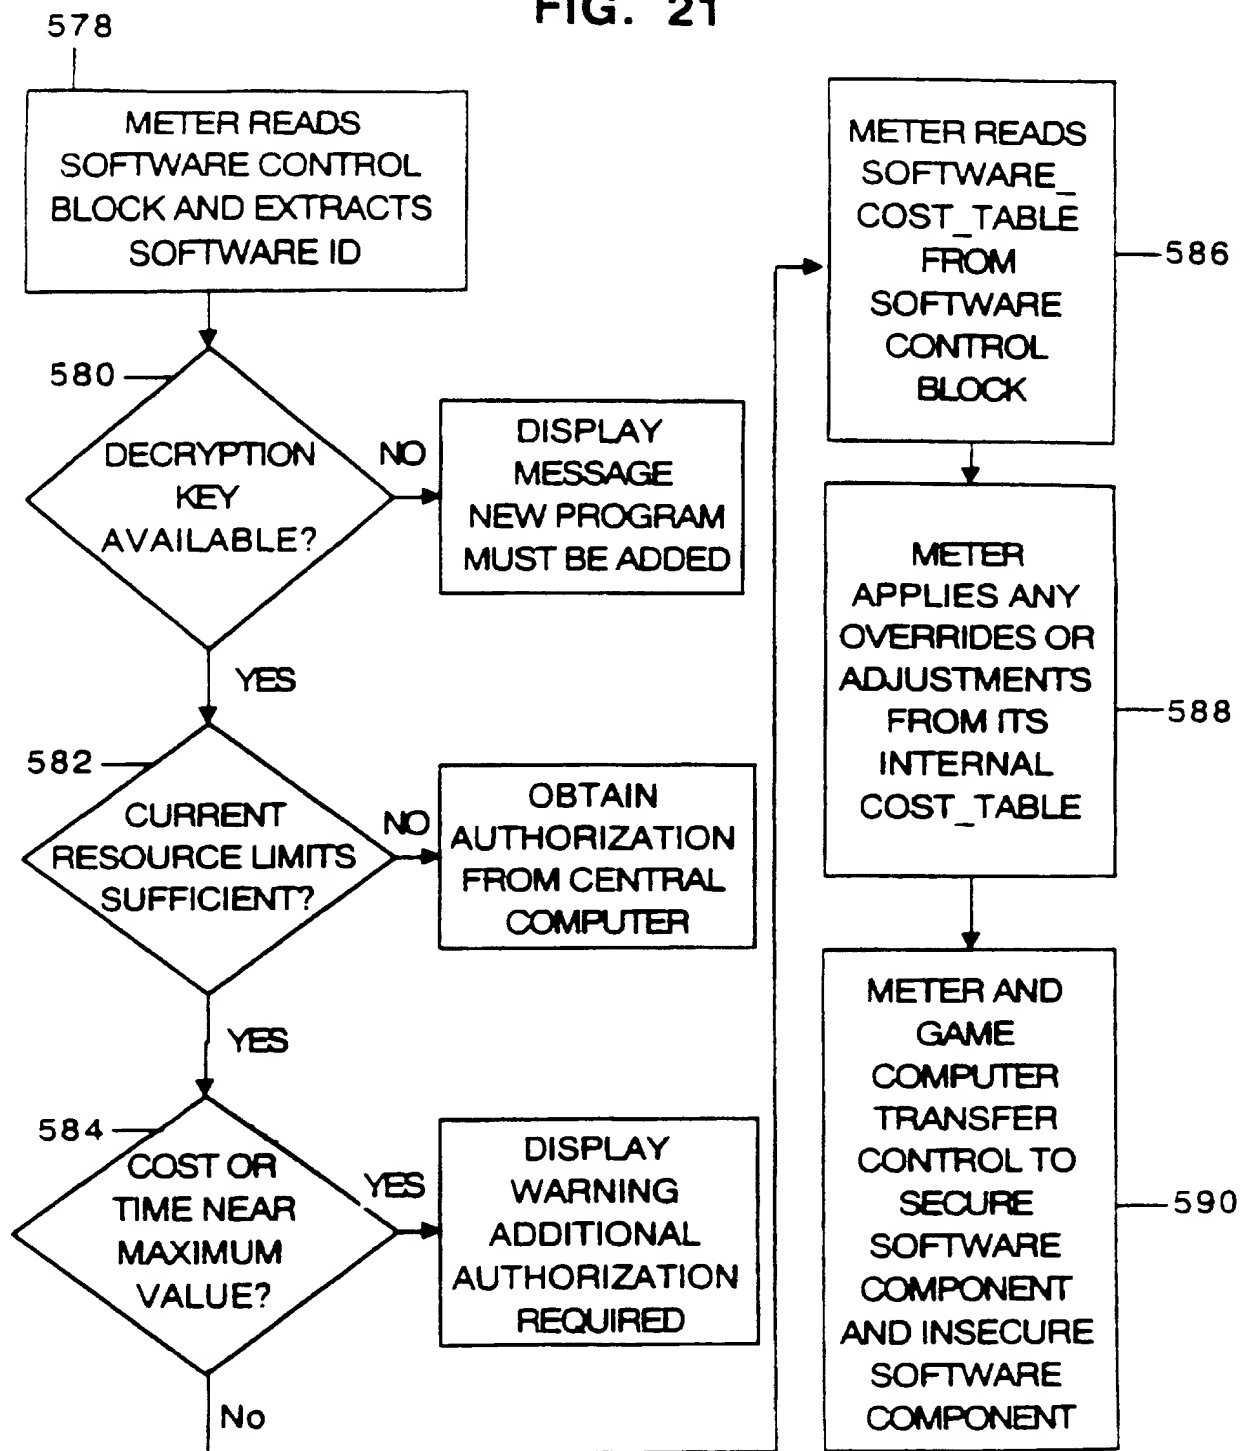 FIG. 21
578
METER READS
SOFTWARE CONTROL
BLOCK AND EXTRACTS
SOFTWARE ID
580
DECRYPTION
KEY
AVAILABLE?
NO
DISPLAY
MESSAGE
NEW PROGRAM
MUST BE ADDED
YES
582
CURRENT
RESOURCE LIMITS
SUFFICIENT?
NO
OBTAIN
AUTHORIZATION
FROM CENTRAL
COMPUTER
YES
584
COST OR
TIME NEAR
MAXIMUM
VALUE?
YES
DISPLAY
WARNING
ADDITIONAL
AUTHORIZATION
REQUIRED
No
METER READS
SOFTWARE_
COST_TABLE
FROM
SOFTWARE
CONTROL
BLOCK
586
METER
APPLIES ANY
OVERRIDES OR
ADJUSTMENTS
FROM ITS
INTERNAL
COST_TABLE
588
METER AND
GAME
COMPUTER
TRANSFER
CONTROL TO
SECURE
SOFTWARE
COMPONENT
AND INSECURE
SOFTWARE
COMPONENT
590